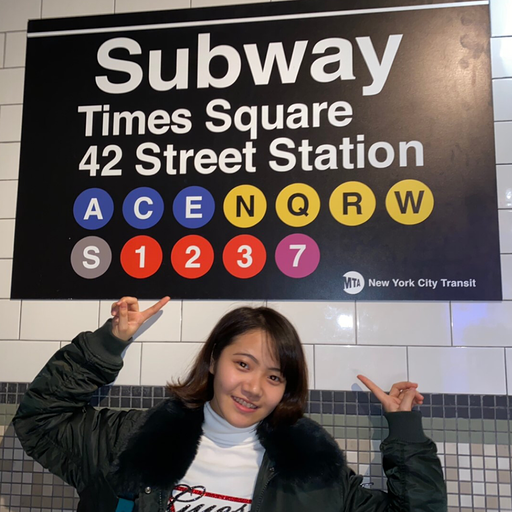 Subway
Times Square
42 Street Station
A C E N Q R W
S 1 2 3 7
MTA New York City Transit